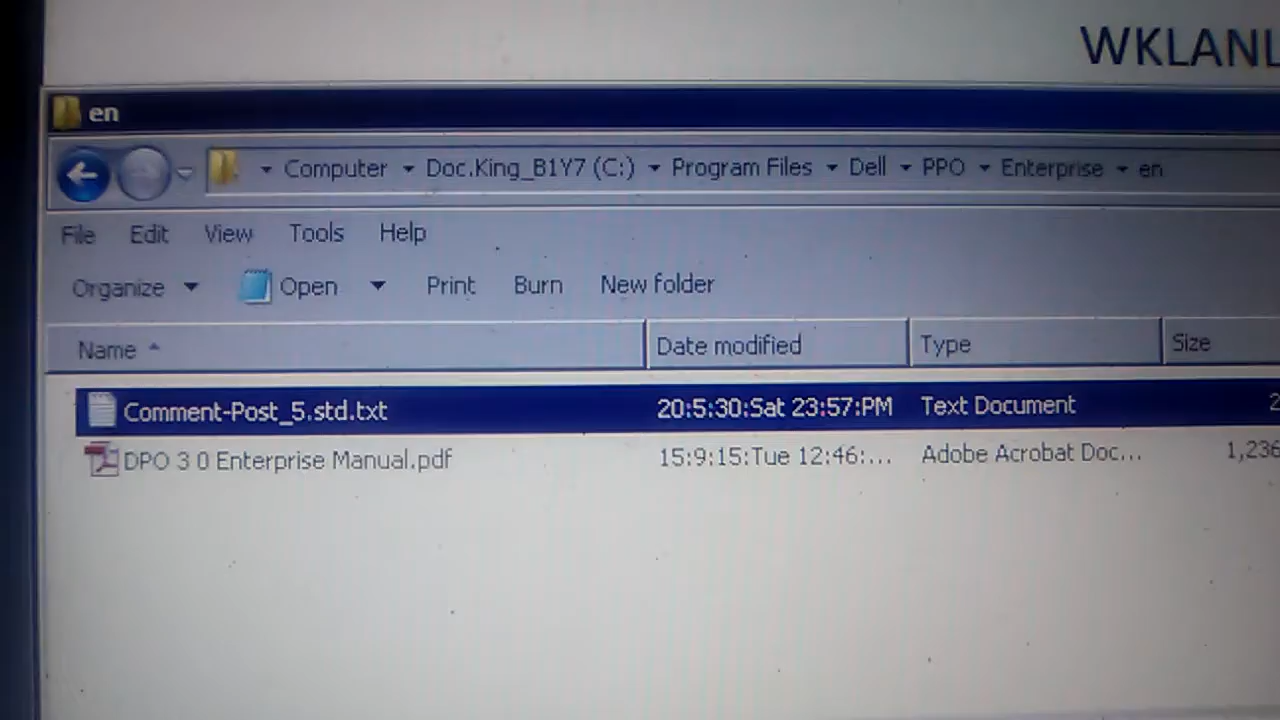 WKLANL
en
Computer Doc.King_B1Y7 (C:) Program Files Dell PPO Enterprise en
File Edit View Tools Help
Organize Open Print Burn New folder
Name Date modified Type Size
Comment-Post_5.std.txt 20:5:30:Sat 23:57:PM Text Document 2
DPO 3 0 Enterprise Manual.pdf 15:9:15:Tue 12:46:... Adobe Acrobat Doc... 1,236